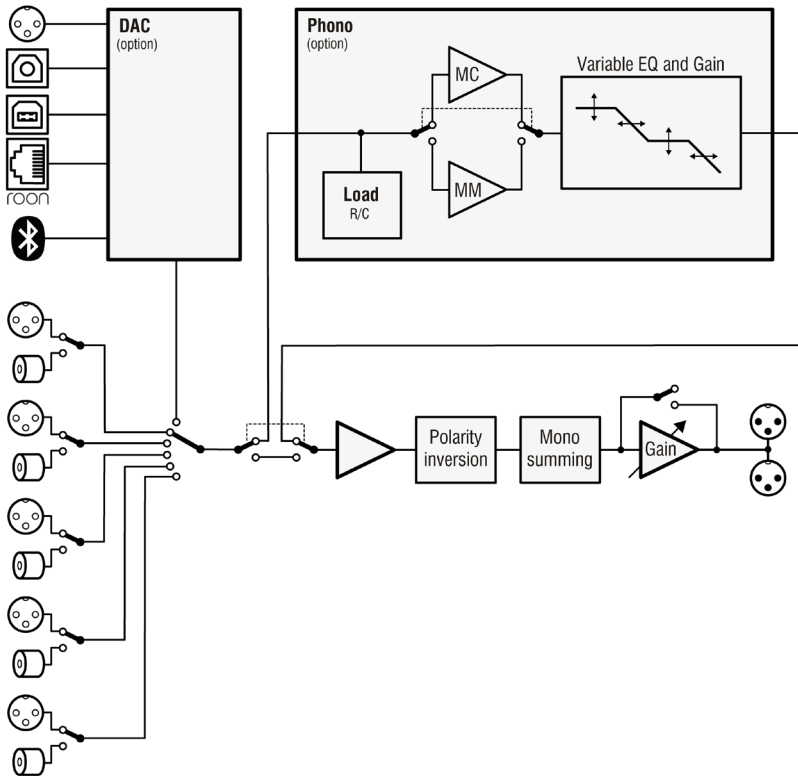 DAC
(option)
roon
Phono
(option)
MC
MM
Load
R/C
Variable EQ and Gain
Polarity
inversion
Mono
summing
Gain